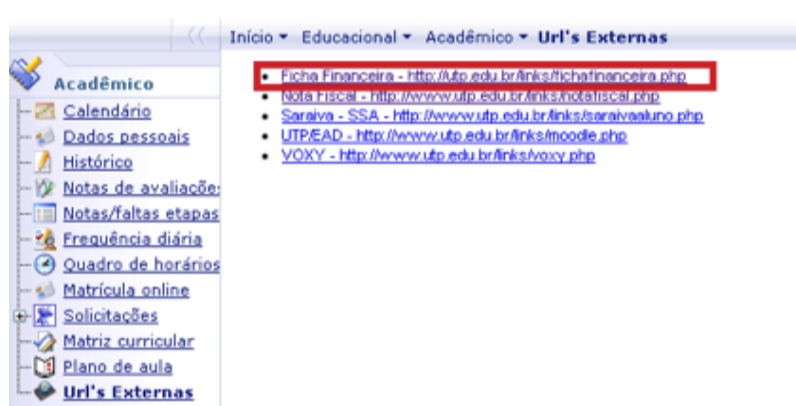 Início Educacional Acadêmico Url's Externas
Acadêmico
Calendário
Dados pessoais
Histórico
Notas de avaliaçõe
Notas/faltas etapas
Frequência diária
Quadro de horários
Matrícula online
Solicitações
Matriz curricular
Plano de aula
Url's Externas
Ficha Financeira - http://utp.edu.br/links/fichafinanceira.php
Nota Fiscal - http://www.utp.edu.br/links/notafiscal.php
Saraiva - SSA - http://www.utp.edu.br/links/saraivaaluno.php
UTP/EAD - http://www.utp.edu.br/links/moodle.php
VOXY - http://www.utp.edu.br/links/voxy.php